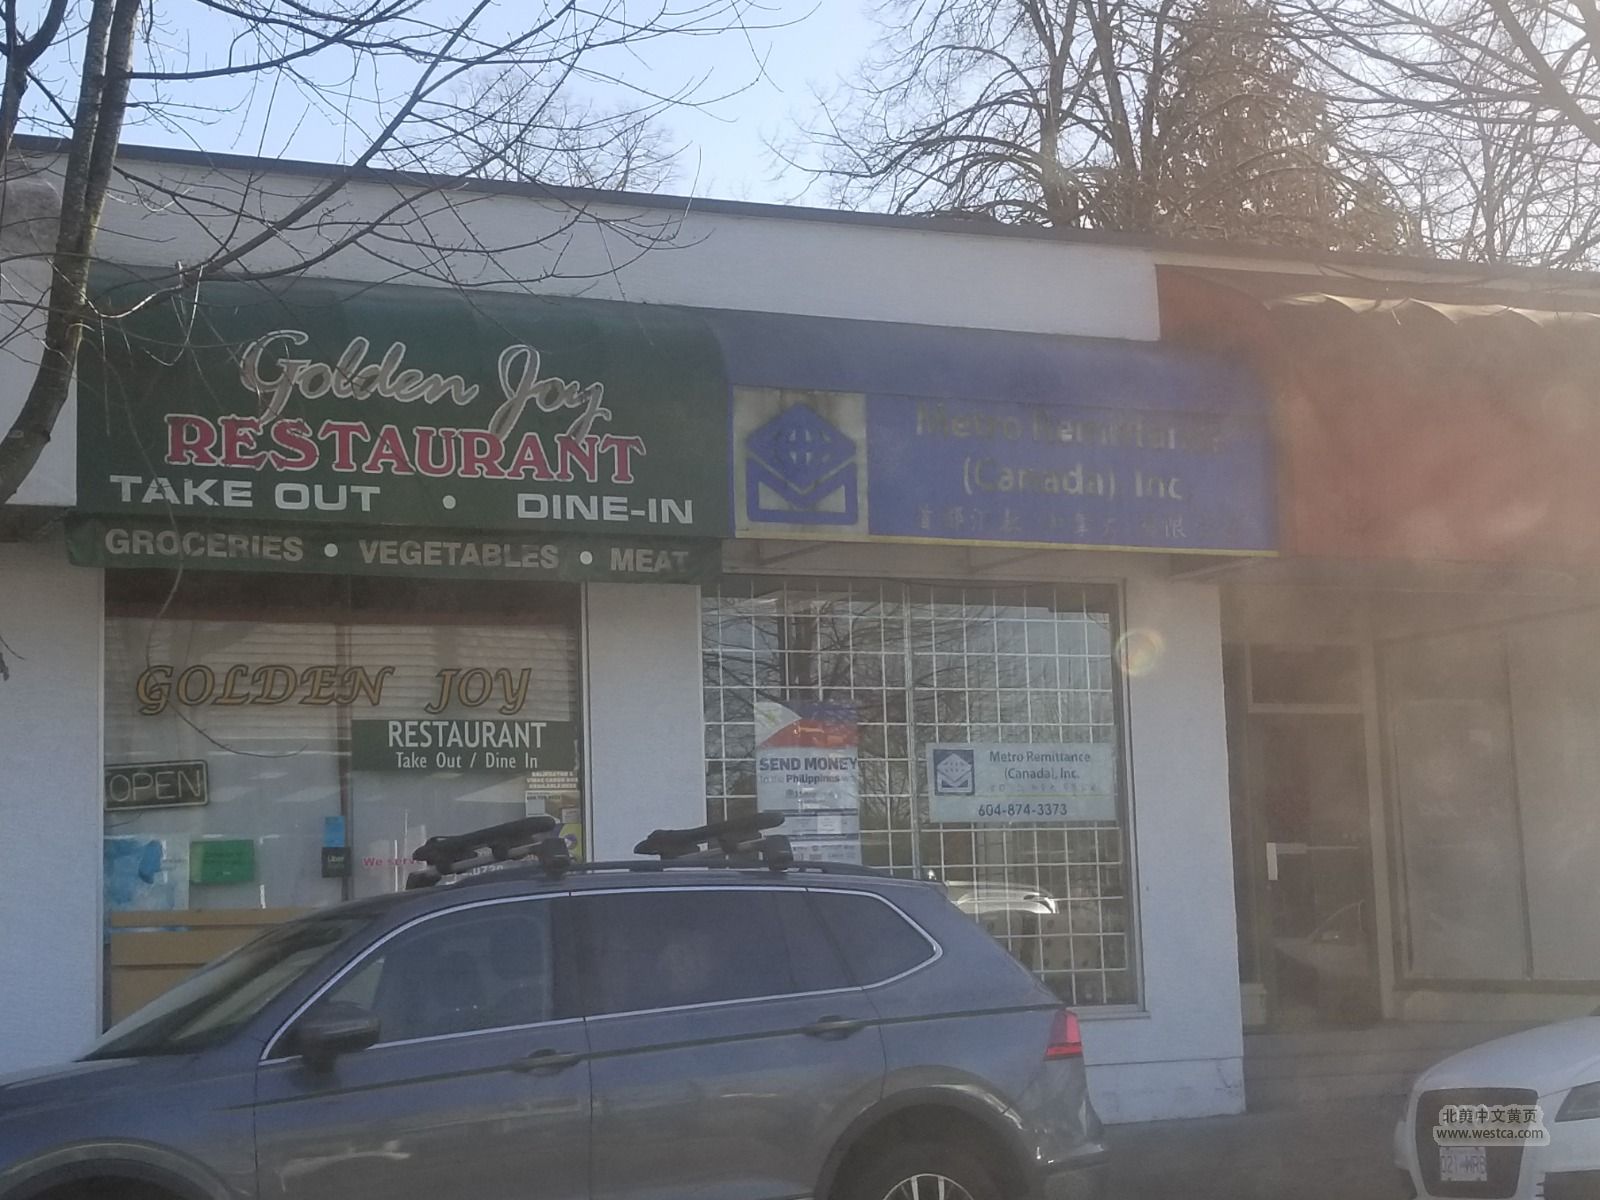 Golden Joy
RESTAURANT
TAKE OUT • DINE-IN
GROCERIES • VEGETABLES • MEAT
Metro Remittance
(Canada), Inc.
GOLDEN JOY
RESTAURANT
Take Out / Dine In
OPEN
We serve
SEND MONEY
to the Philippines
Metro Remittance
(Canada), Inc.
604-874-3373
北美中文黄页
www.westca.com